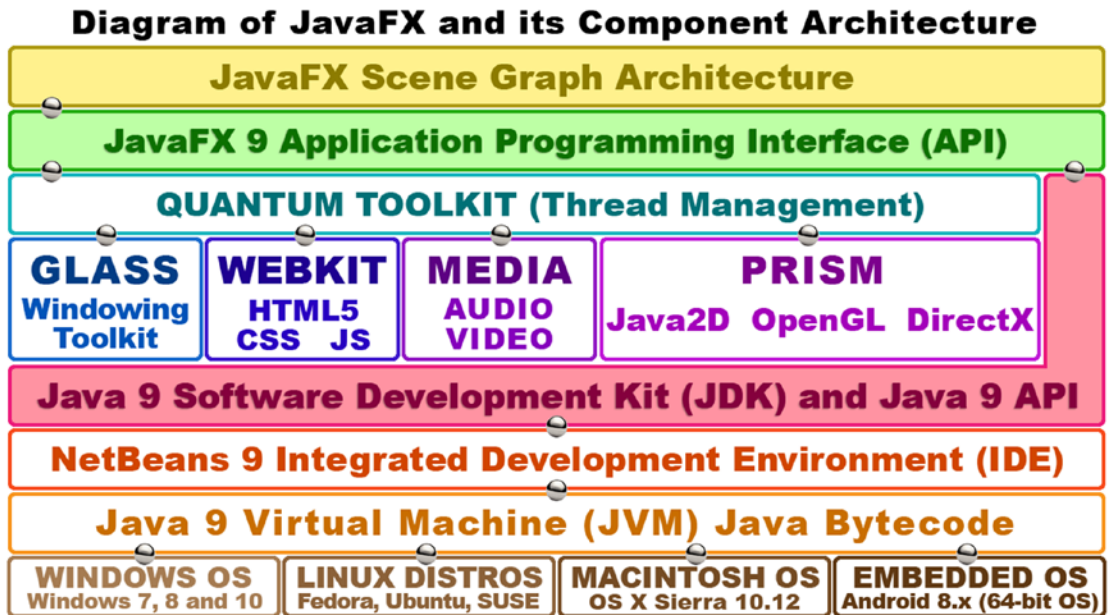 Diagram of JavaFX and its Component Architecture
JavaFX Scene Graph Architecture
JavaFX 9 Application Programming Interface (API)
QUANTUM TOOLKIT (Thread Management)
GLASS
Windowing
Toolkit
WEBKIT
HTML5
CSS JS
MEDIA
AUDIO
VIDEO
PRISM
Java2D OpenGL DirectX
Java 9 Software Development Kit (JDK) and Java 9 API
NetBeans 9 Integrated Development Environment (IDE)
Java 9 Virtual Machine (JVM) Java Bytecode
WINDOWS OS
Windows 7, 8 and 10
LINUX DISTROS
Fedora, Ubuntu, SUSE
MACINTOSH OS
OS X Sierra 10.12
EMBEDDED OS
Android 8.x (64-bit OS)